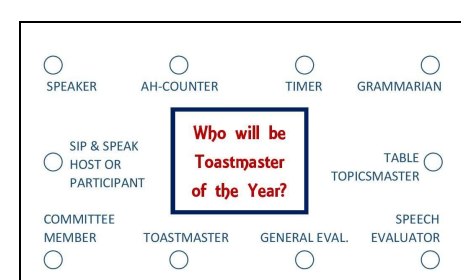 SPEAKER AH-COUNTER TIMER GRAMMARIAN
Who will be
Toastmaster
of the Year?
SIP & SPEAK
HOST OR
PARTICIPANT
TABLE
TOPICSMASTER
COMMITTEE
MEMBER
TOASTMASTER
GENERAL EVAL.
SPEECH
EVALUATOR